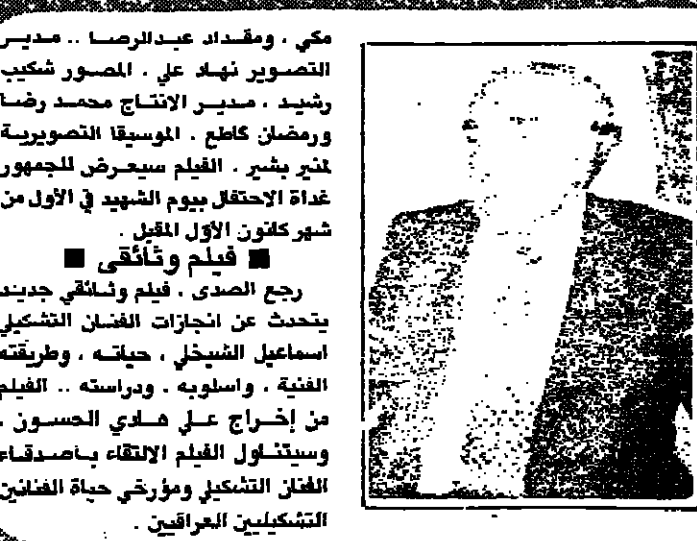 مكي ، ومقداد عبدالرضا .. مدير
التصوير نهاد علي . المصور شكيب
رشيد ، مدير الانتاج محمد رضا
ورمضان كاطع . الموسيقا التصويرية
لمنير بشير . الفيلم سيعرض للجمهور
غداة الاحتفال بيوم الشهيد في الأول من
شهر كانون الأول المقبل .
■ فيلم وثائقى ■
رجع الصدى . فيلم وثائقي جديد
يتحدث عن انجازات الفنان التشكيلي
اسماعيل الشيخلي ، حياته ، وطريقته
الفنية ، واسلوبه . ودراسته .. الفيلم
من إخراج علي هادي الحسون .
وسيتناول الفيلم الالتقاء بأصدقاء
الفنان التشكيلي ومؤرخي حياة الفنانين
التشكيليين العراقيين .